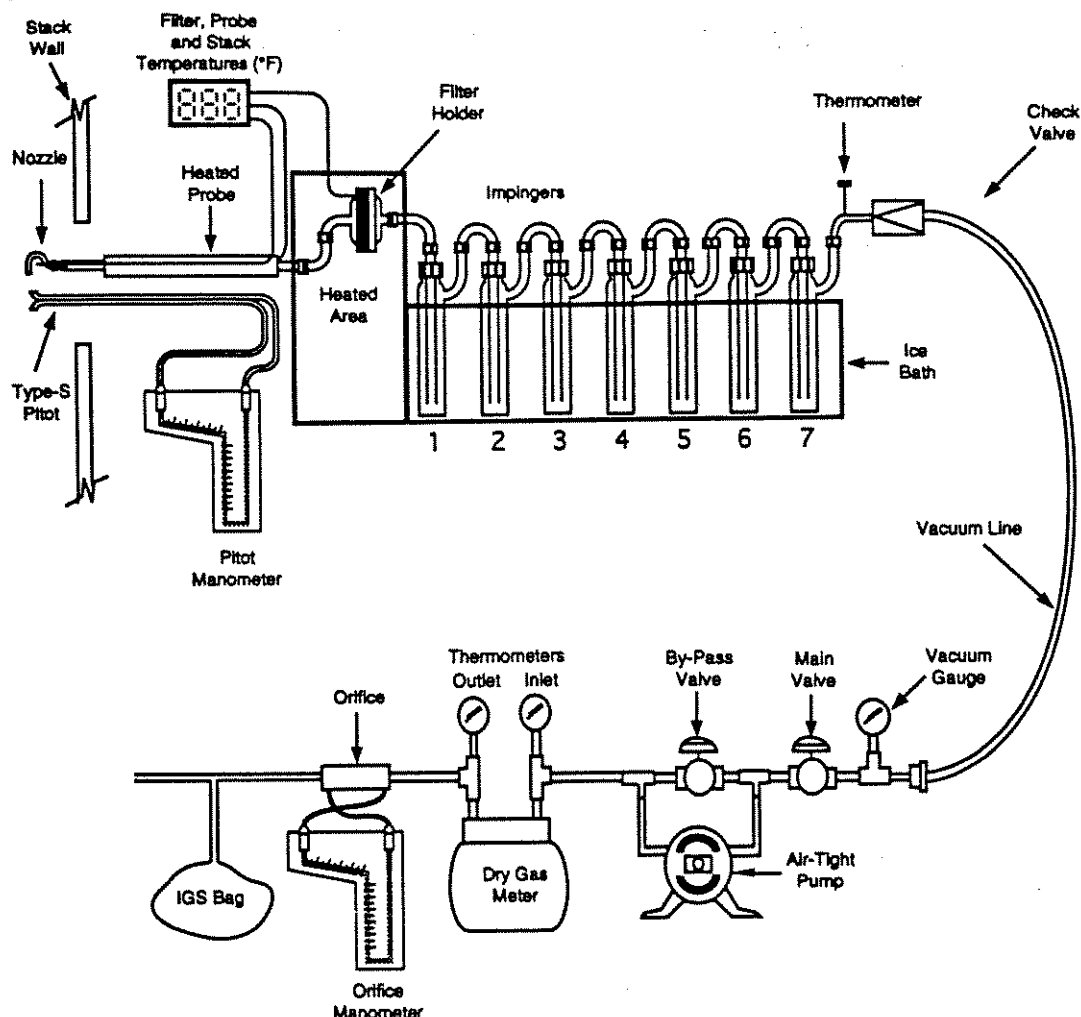 Stack
Wall
Filter, Probe
and Stack
Temperatures (°F)
888
Filter
Holder
Thermometer
Check
Valve
Nozzle
Heated
Probe
Impingers
Heated
Area
Ice
Bath
Type-S
Pitot
1 2 3 4 5 6 7
Pitot
Manometer
Vacuum Line
Thermometers
Outlet Inlet
By-Pass
Valve
Main
Valve
Vacuum
Gauge
Orifice
IGS Bag
Dry Gas
Meter
Air-Tight
Pump
Orifice
Manometer